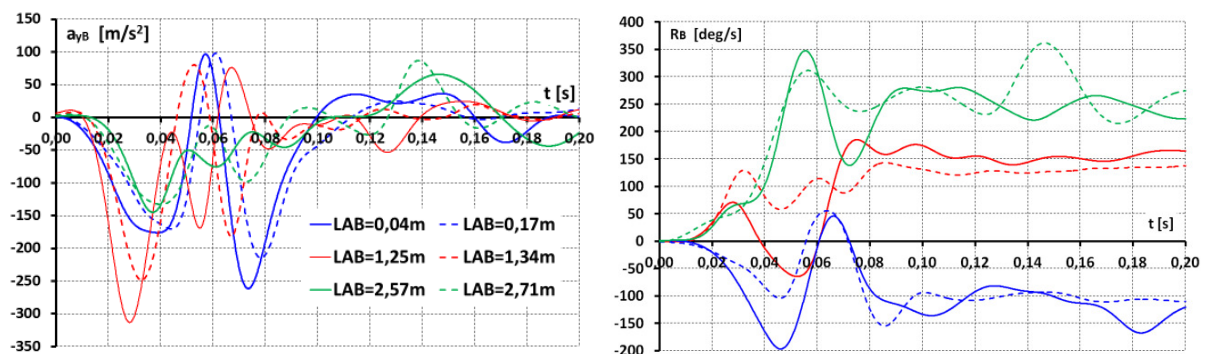 150
a_yB [m/s²]
100
50
t [s]
0
0,00 0,02 0,04 0,06 0,08 0,10 0,12 0,14 0,16 0,18 0,20
-50
-100
-150
LAB=0,04m LAB=0,17m
-200
LAB=1,25m LAB=1,34m
-250
LAB=2,57m LAB=2,71m
-300
-350
400
R_B [deg/s]
350
300
250
200
150
100
50
t [s]
0
0,00 0,02 0,04 0,06 0,08 0,10 0,12 0,14 0,16 0,18 0,20
-50
-100
-150
-200